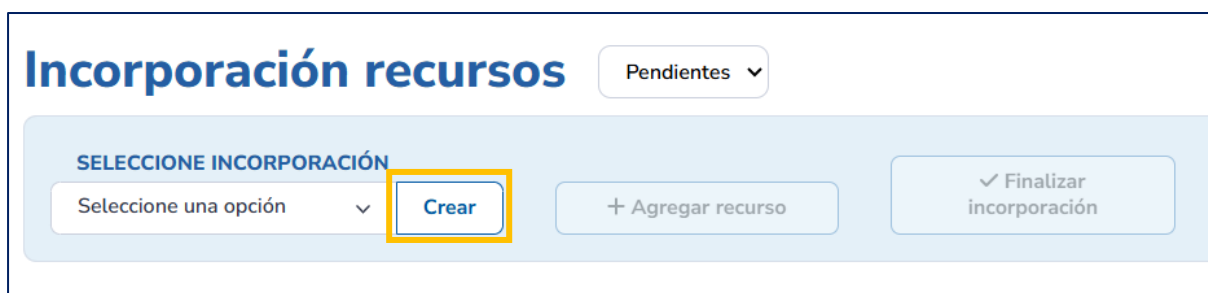 Incorporación recursos
Pendientes
SELECCIONE INCORPORACIÓN
Seleccione una opción
Crear
+ Agregar recurso
✓ Finalizar
incorporación